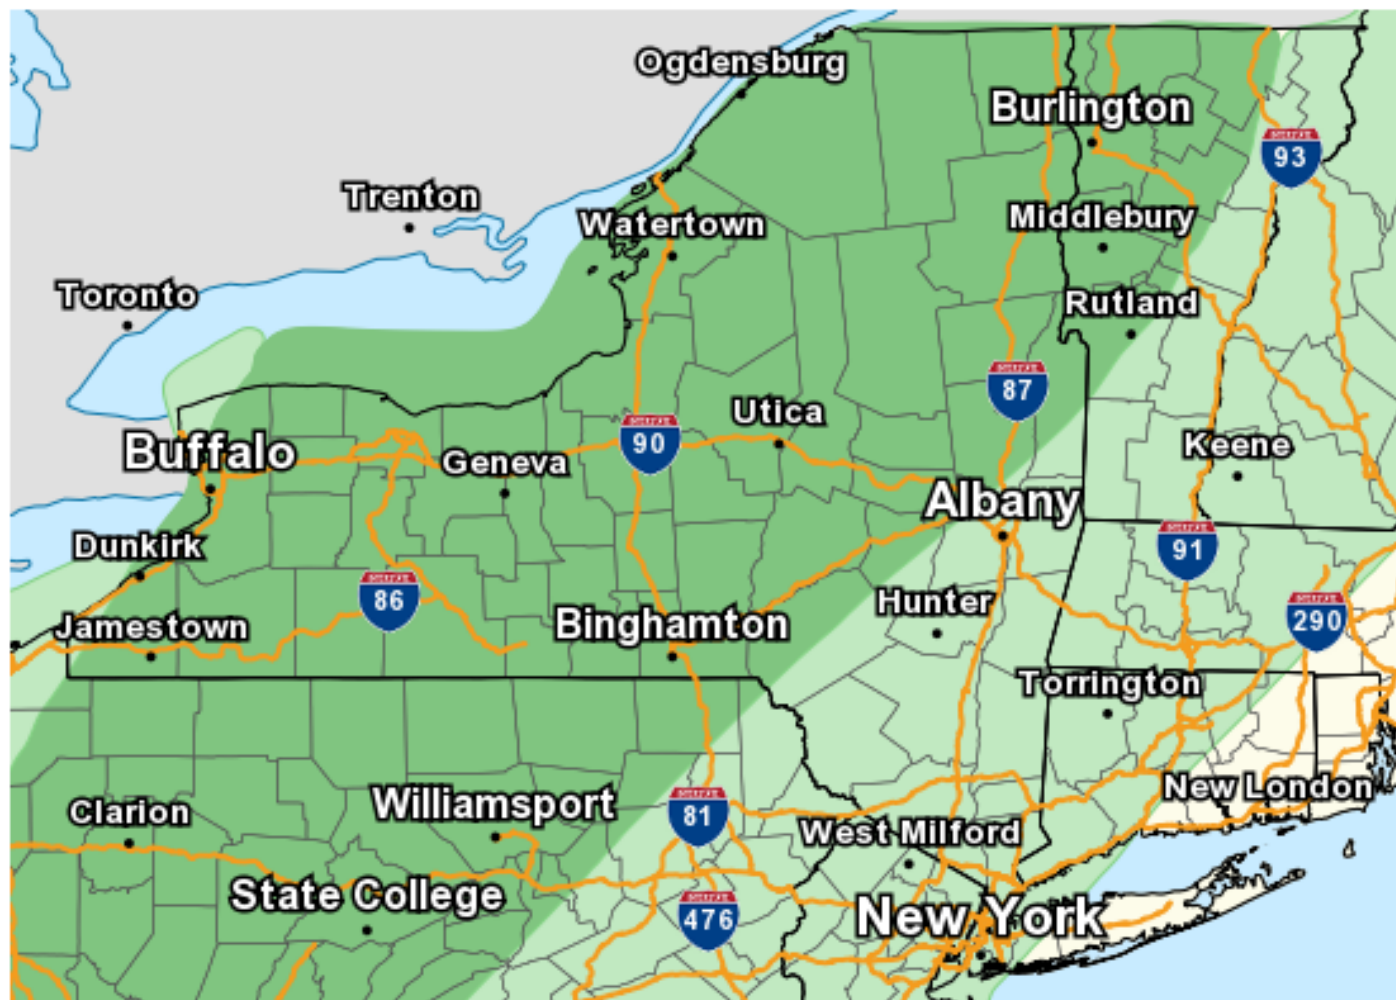 Ogdensburg
Burlington
93
Trenton
Watertown
Middlebury
Toronto
Rutland
87
Utica
Buffalo
90
Geneva
Keene
Albany
Dunkirk
91
86
Hunter
290
Jamestown
Binghamton
Torrington
New London
Clarion
Williamsport
81
West Milford
State College
476
New York